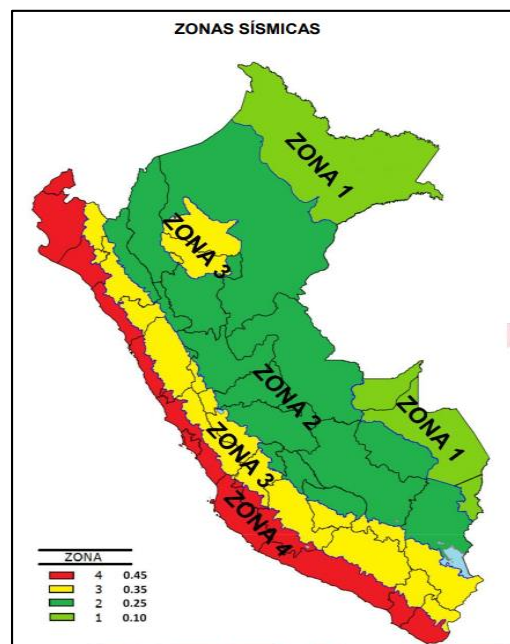 ZONAS SÍSMICAS
ZONA 1
ZONA 3
ZONA 2
ZONA 1
ZONA 3
ZONA 4
ZONA
4 0.45
3 0.35
2 0.25
1 0.10